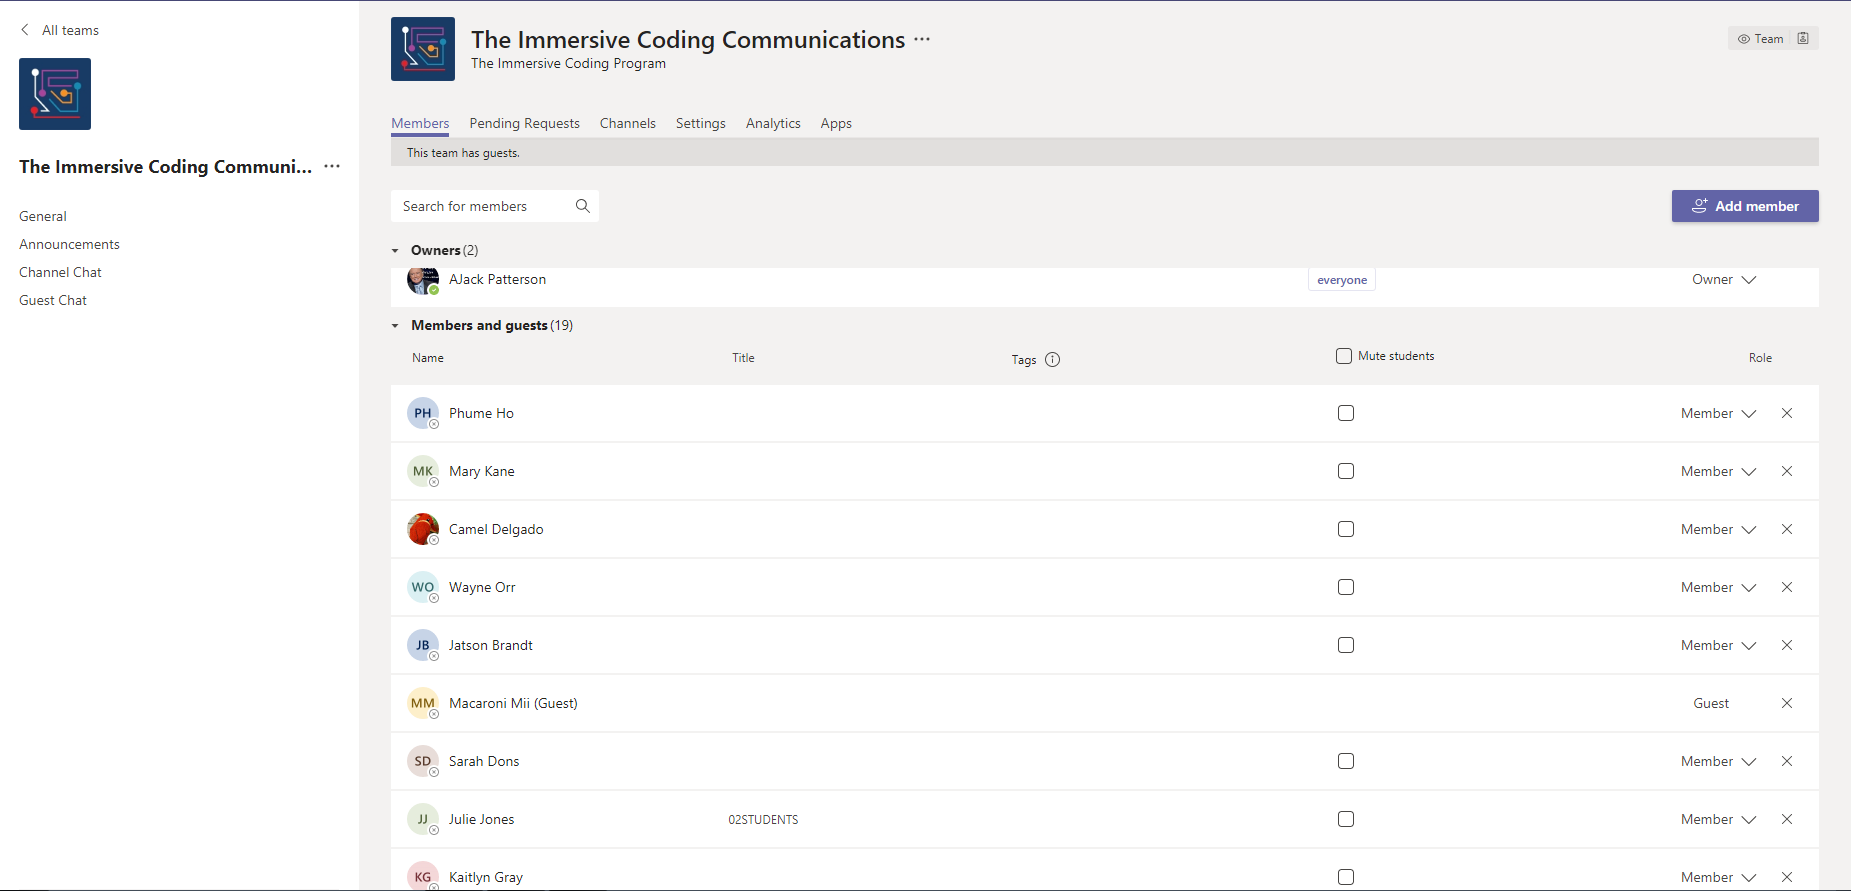 All teams
The Immersive Coding Communi... ···
General
Announcements
Channel Chat
Guest Chat
The Immersive Coding Communications ···
The Immersive Coding Program
Team
Members Pending Requests Channels Settings Analytics Apps
This team has guests.
Search for members
Add member
Owners (2)
AJack Patterson everyone Owner
Members and guests (19)
Name Title Tags Mute students Role
PH Phume Ho Member
MK Mary Kane Member
Camel Delgado Member
WO Wayne Orr Member
JB Jatson Brandt Member
MM Macaroni Mii (Guest) Guest
SD Sarah Dons Member
JJ Julie Jones 02STUDENTS Member
KG Kaitlyn Gray Member